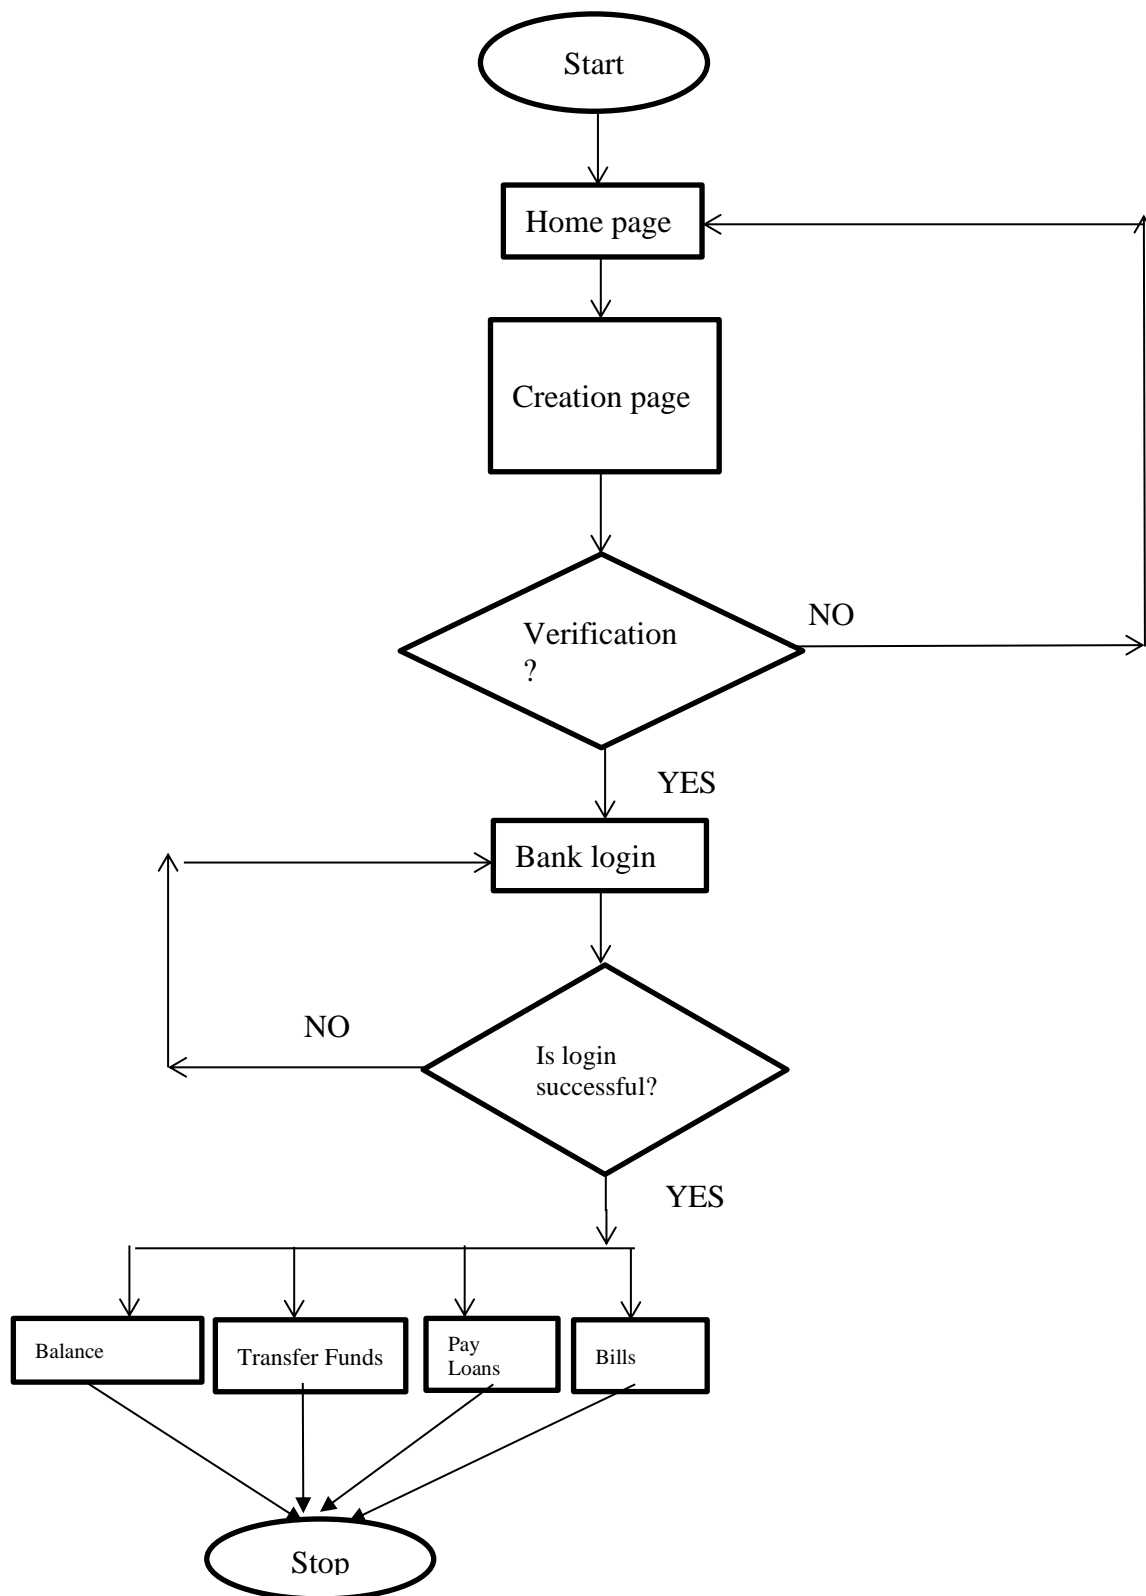 Start
Home page
Creation page
Verification
?
NO
YES
Bank login
NO
Is login
successful?
YES
Balance
Transfer Funds
Pay
Loans
Bills
Stop